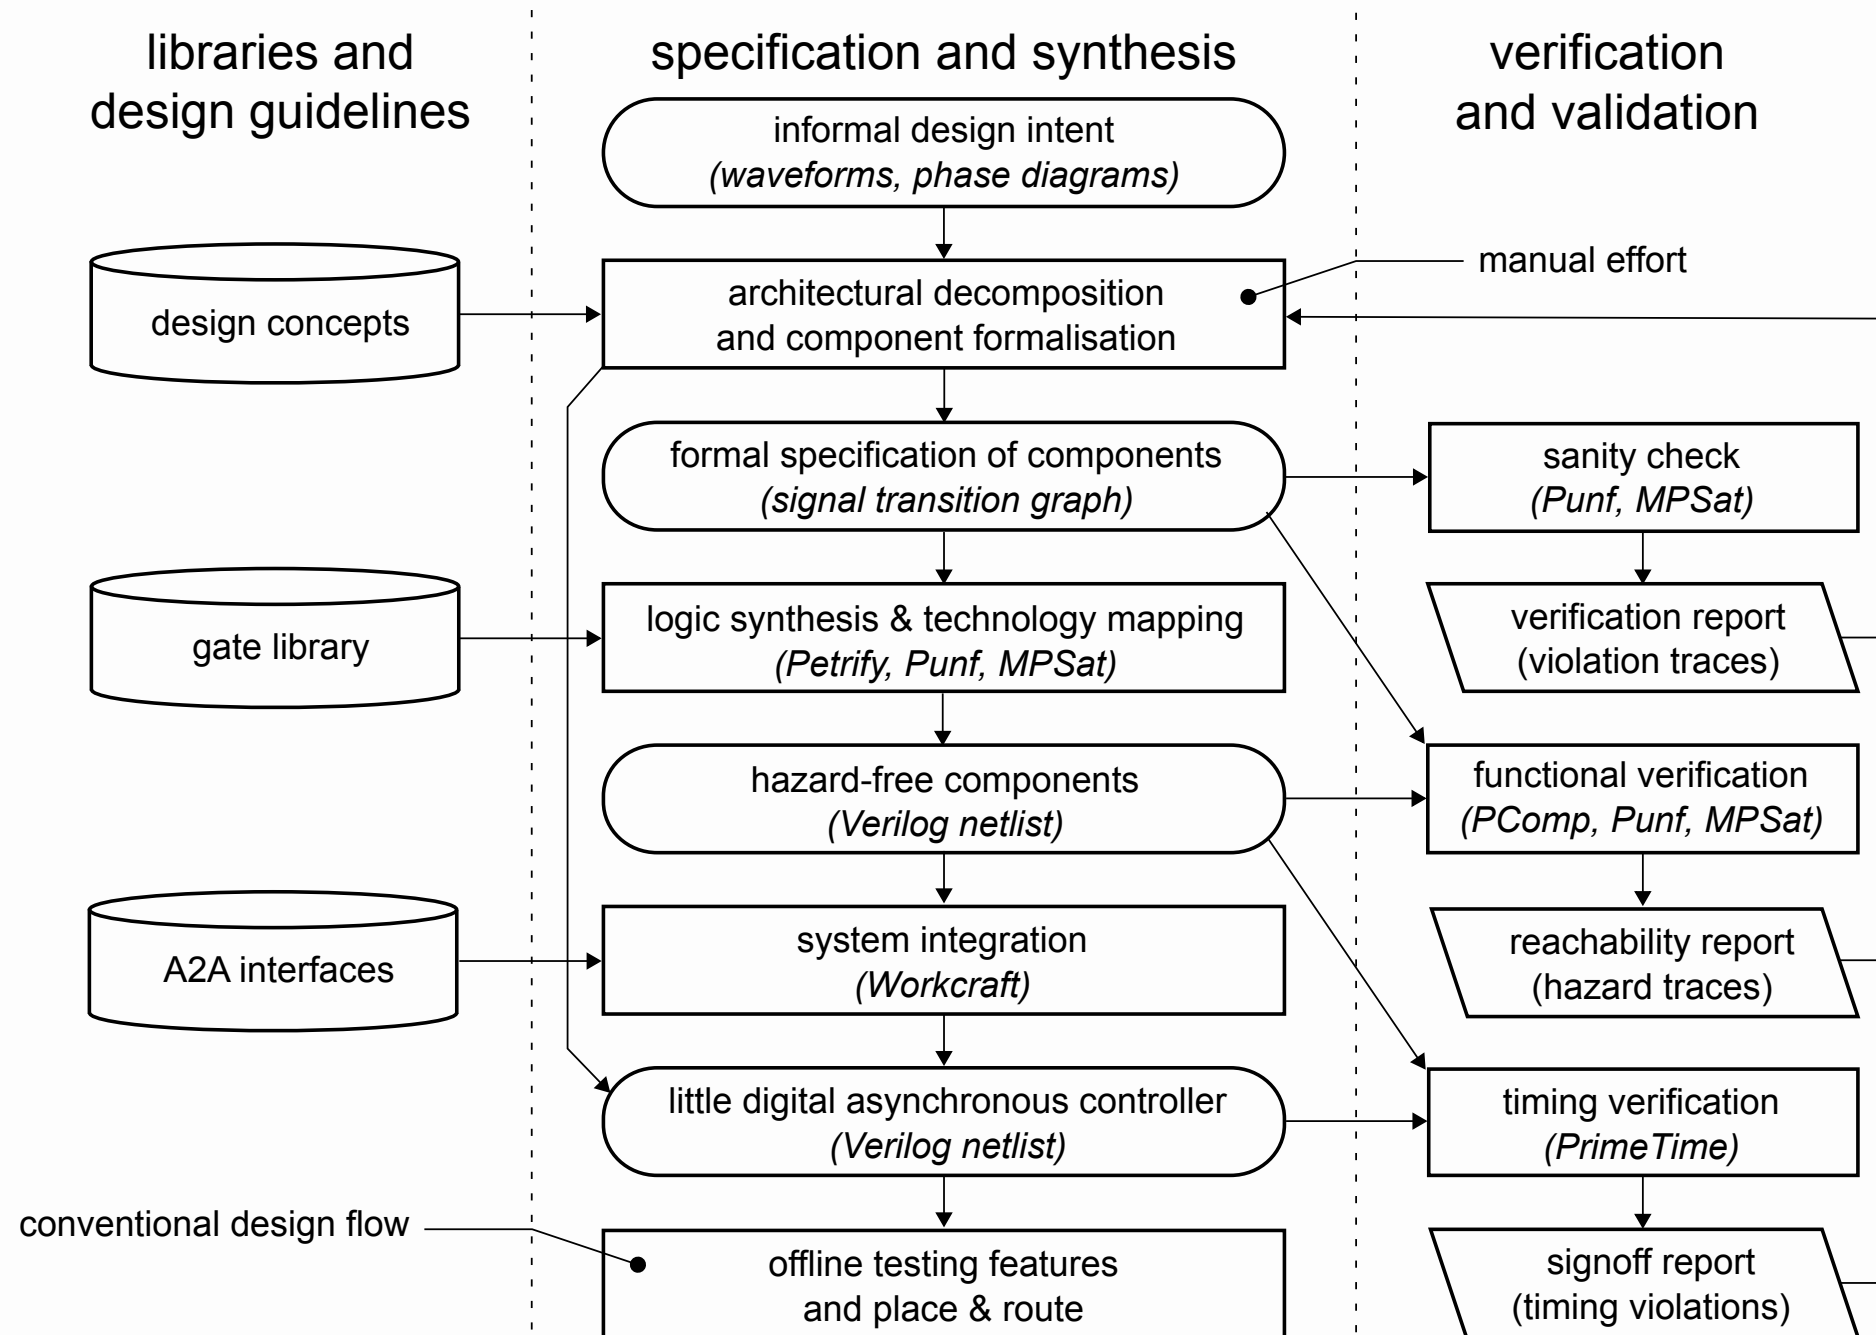 libraries and
design guidelines
specification and synthesis
verification
and validation
informal design intent
(waveforms, phase diagrams)
manual effort
design concepts
architectural decomposition
and component formalisation
formal specification of components
(signal transition graph)
sanity check
(Punf, MPSat)
gate library
logic synthesis & technology mapping
(Petrify, Punf, MPSat)
verification report
(violation traces)
hazard-free components
(Verilog netlist)
functional verification
(PComp, Punf, MPSat)
A2A interfaces
system integration
(Workcraft)
reachability report
(hazard traces)
little digital asynchronous controller
(Verilog netlist)
timing verification
(PrimeTime)
conventional design flow
offline testing features
and place & route
signoff report
(timing violations)